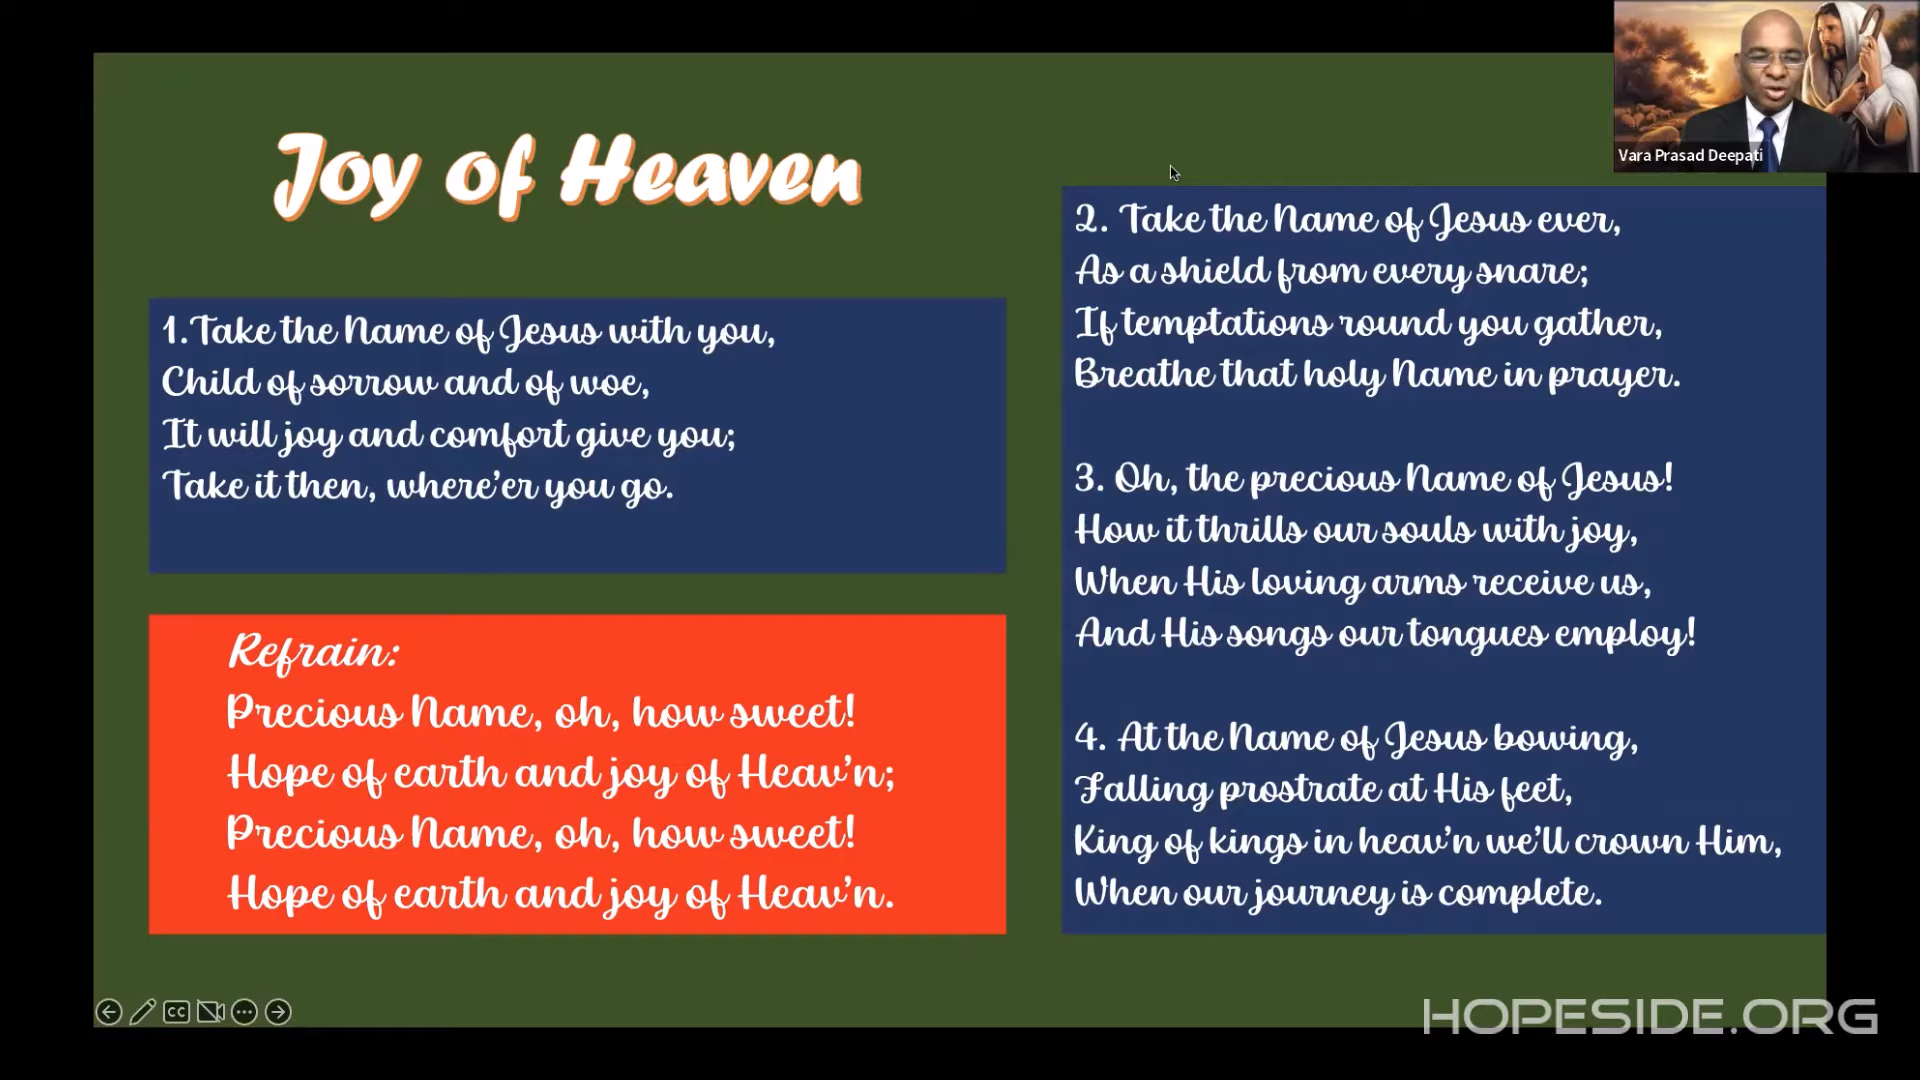 Joy of Heaven
1. Take the Name of Jesus with you,
Child of sorrow and of woe,
It will joy and comfort give you;
Take it then, where’er you go.
Refrain:
Precious Name, oh, how sweet!
Hope of earth and joy of Heav’n;
Precious Name, oh, how sweet!
Hope of earth and joy of Heav’n.
2. Take the Name of Jesus ever,
As a shield from every snare;
If temptations round you gather,
Breathe that holy Name in prayer.
3. Oh, the precious Name of Jesus!
How it thrills our souls with joy,
When His loving arms receive us,
And His songs our tongues employ!
4. At the Name of Jesus bowing,
Falling prostrate at His feet,
King of kings in heav’n we’ll crown Him,
When our journey is complete.
Vara Prasad Deepati
CC
HOPESIDE.ORG